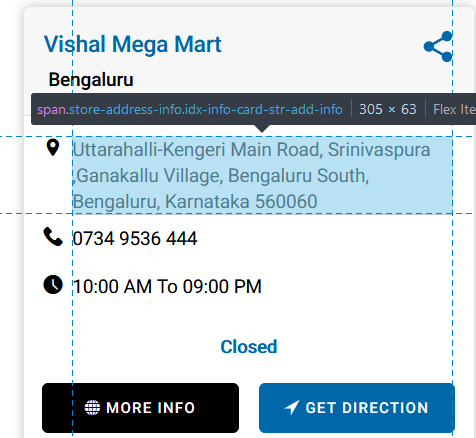 Vishal Mega Mart
Bengaluru
span.store-address-info.idx-info-card-str-add-info 305 × 63 Flex Ite
Uttarahalli-Kengeri Main Road, Srinivaspura
,Ganakallu Village, Bengaluru South,
Bengaluru, Karnataka 560060
0734 9536 444
10:00 AM To 09:00 PM
Closed
MORE INFO GET DIRECTION